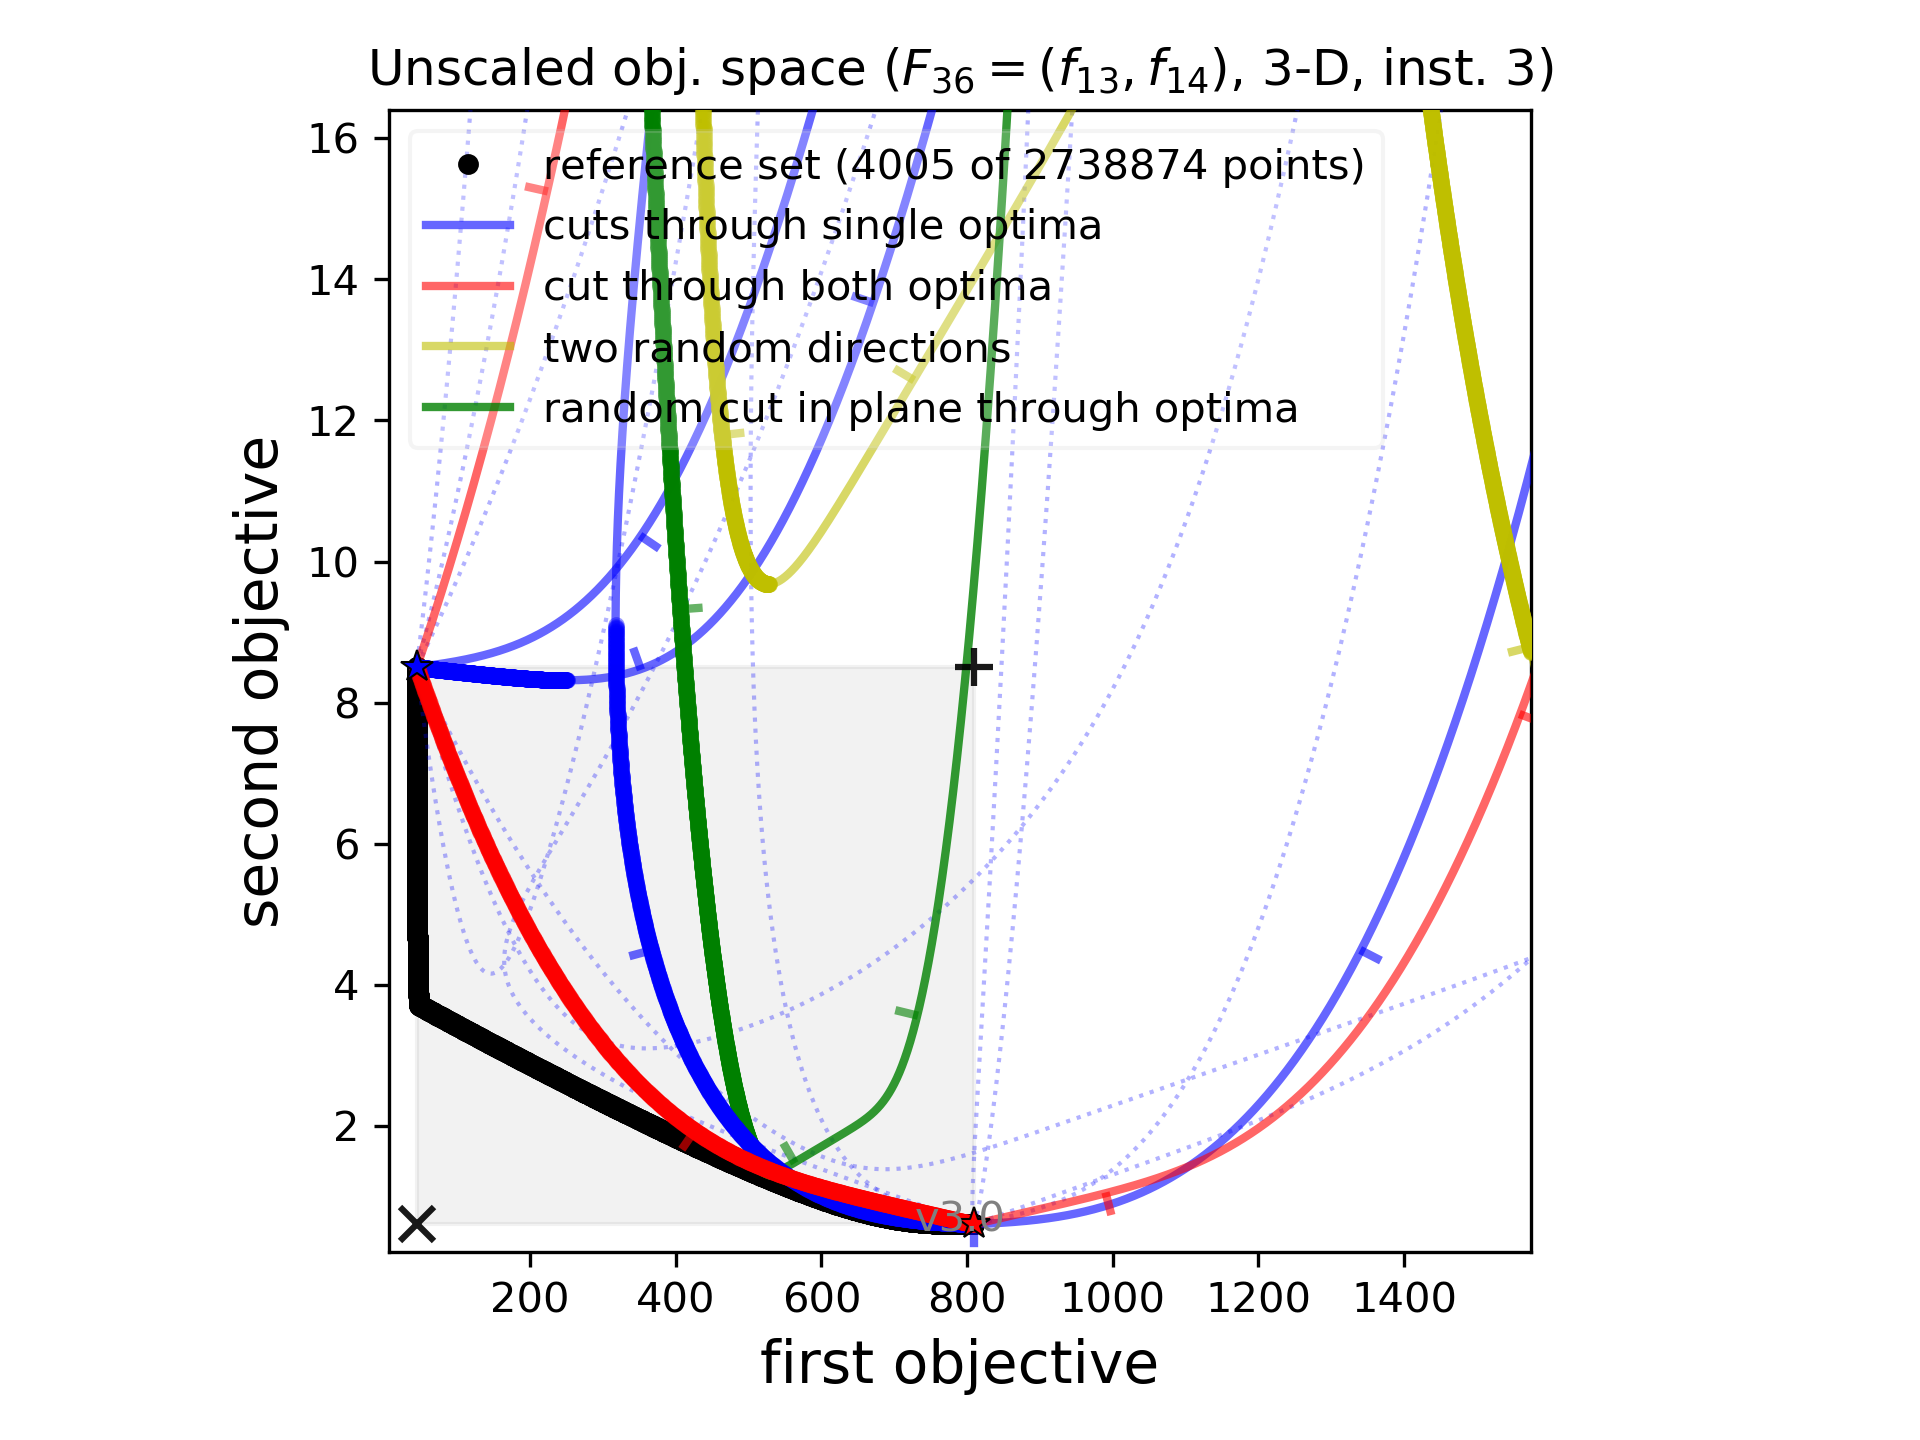 Unscaled obj. space (F₃₆ = (f₁₃, f₁₄), 3-D, inst. 3)
reference set (4005 of 2738874 points)
cuts through single optima
cut through both optima
two random directions
random cut in plane through optima
16
14
12
10
8
6
4
2
second objective
v3.0
200 400 600 800 1000 1200 1400
first objective